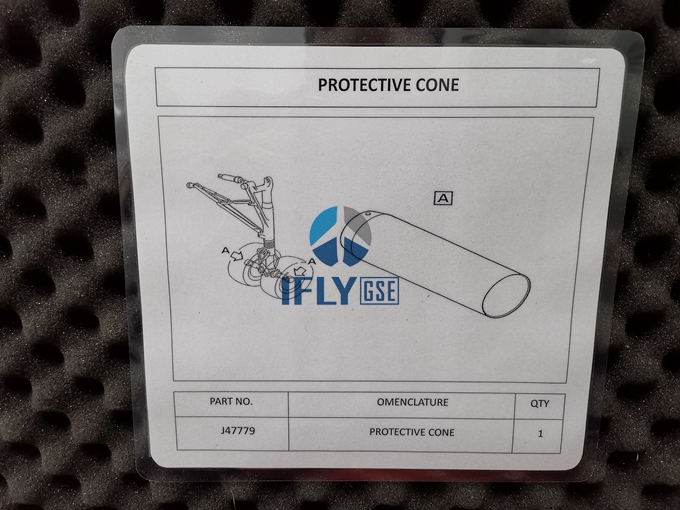 PROTECTIVE CONE
A
A
A
IFLY GSE
PART NO. OMENCLATURE QTY
J47779 PROTECTIVE CONE 1